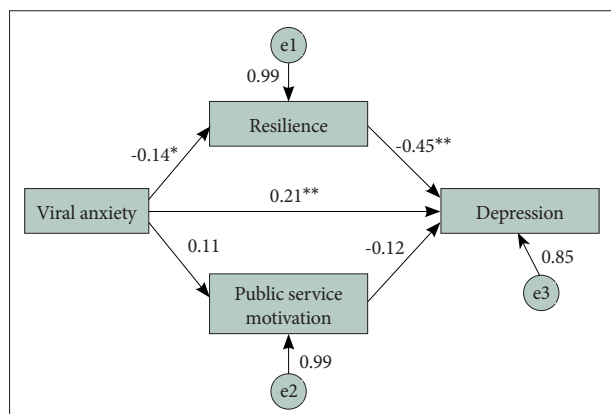 e1
0.99
Resilience
-0.14*
-0.45**
Viral anxiety
0.21**
Depression
0.11
-0.12
Public service
motivation
0.85
e3
0.99
e2